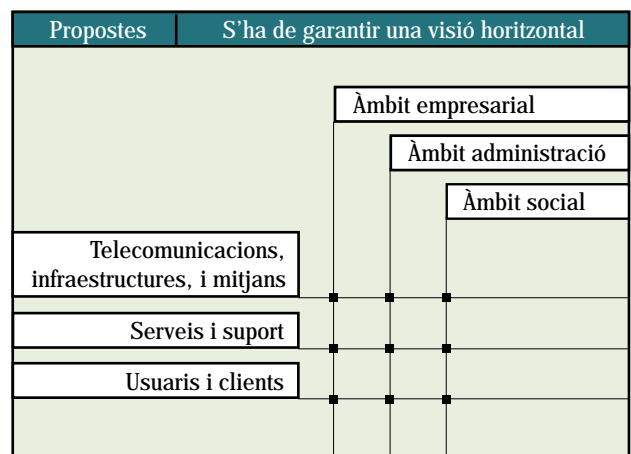 Propostes S’ha de garantir una visió horitzontal
Àmbit empresarial
Àmbit administració
Àmbit social
Telecomunicacions,
infraestructures, i mitjans
Serveis i suport
Usuaris i clients